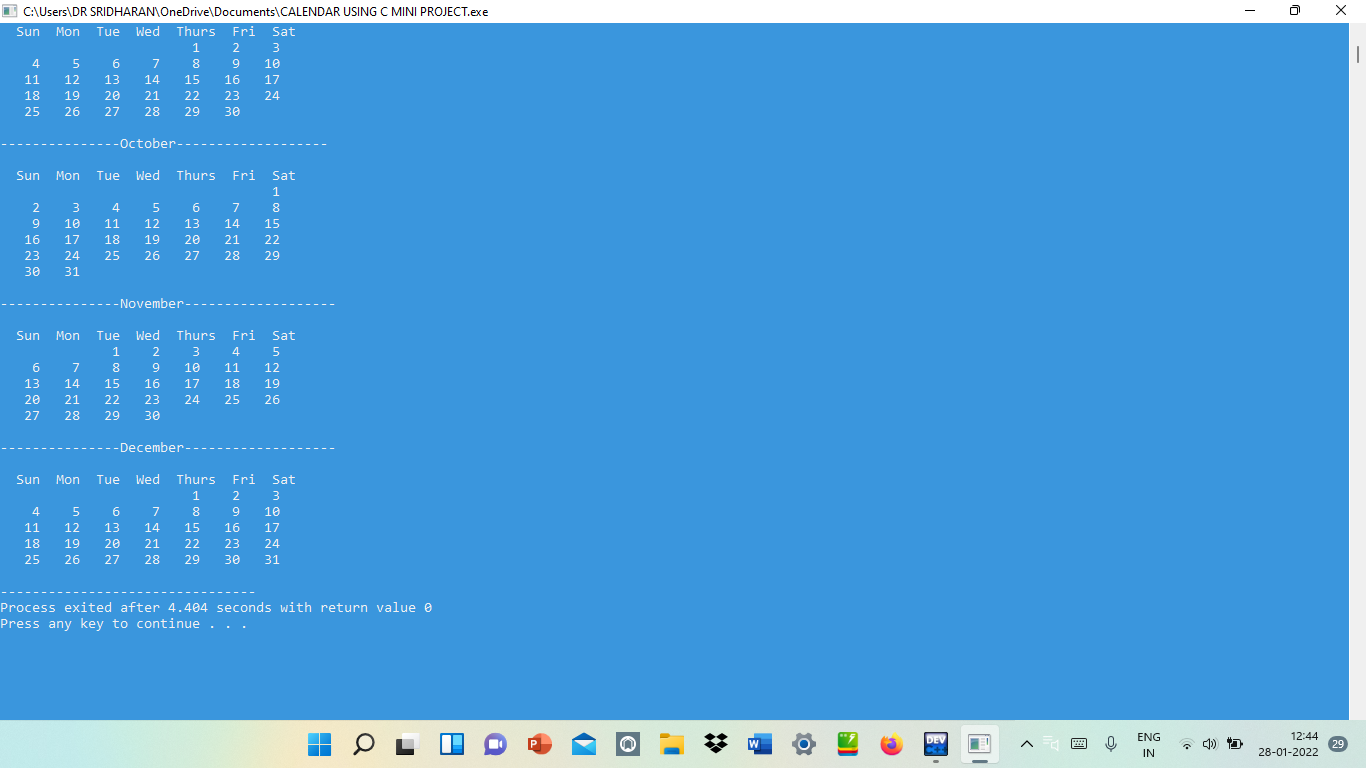 C:\Users\DR SRIDHARAN\OneDrive\Documents\CALENDAR USING C MINI PROJECT.exe
Sun Mon Tue Wed Thurs Fri Sat
1 2 3
4 5 6 7 8 9 10
11 12 13 14 15 16 17
18 19 20 21 22 23 24
25 26 27 28 29 30
---------------October-------------------
Sun Mon Tue Wed Thurs Fri Sat
1
2 3 4 5 6 7 8
9 10 11 12 13 14 15
16 17 18 19 20 21 22
23 24 25 26 27 28 29
30 31
---------------November-------------------
Sun Mon Tue Wed Thurs Fri Sat
1 2 3 4 5
6 7 8 9 10 11 12
13 14 15 16 17 18 19
20 21 22 23 24 25 26
27 28 29 30
---------------December-------------------
Sun Mon Tue Wed Thurs Fri Sat
1 2 3
4 5 6 7 8 9 10
11 12 13 14 15 16 17
18 19 20 21 22 23 24
25 26 27 28 29 30 31
--------------------------------
Process exited after 4.404 seconds with return value 0
Press any key to continue . . .
P
W
DEV
ENG
IN
12:44
28-01-2022
29